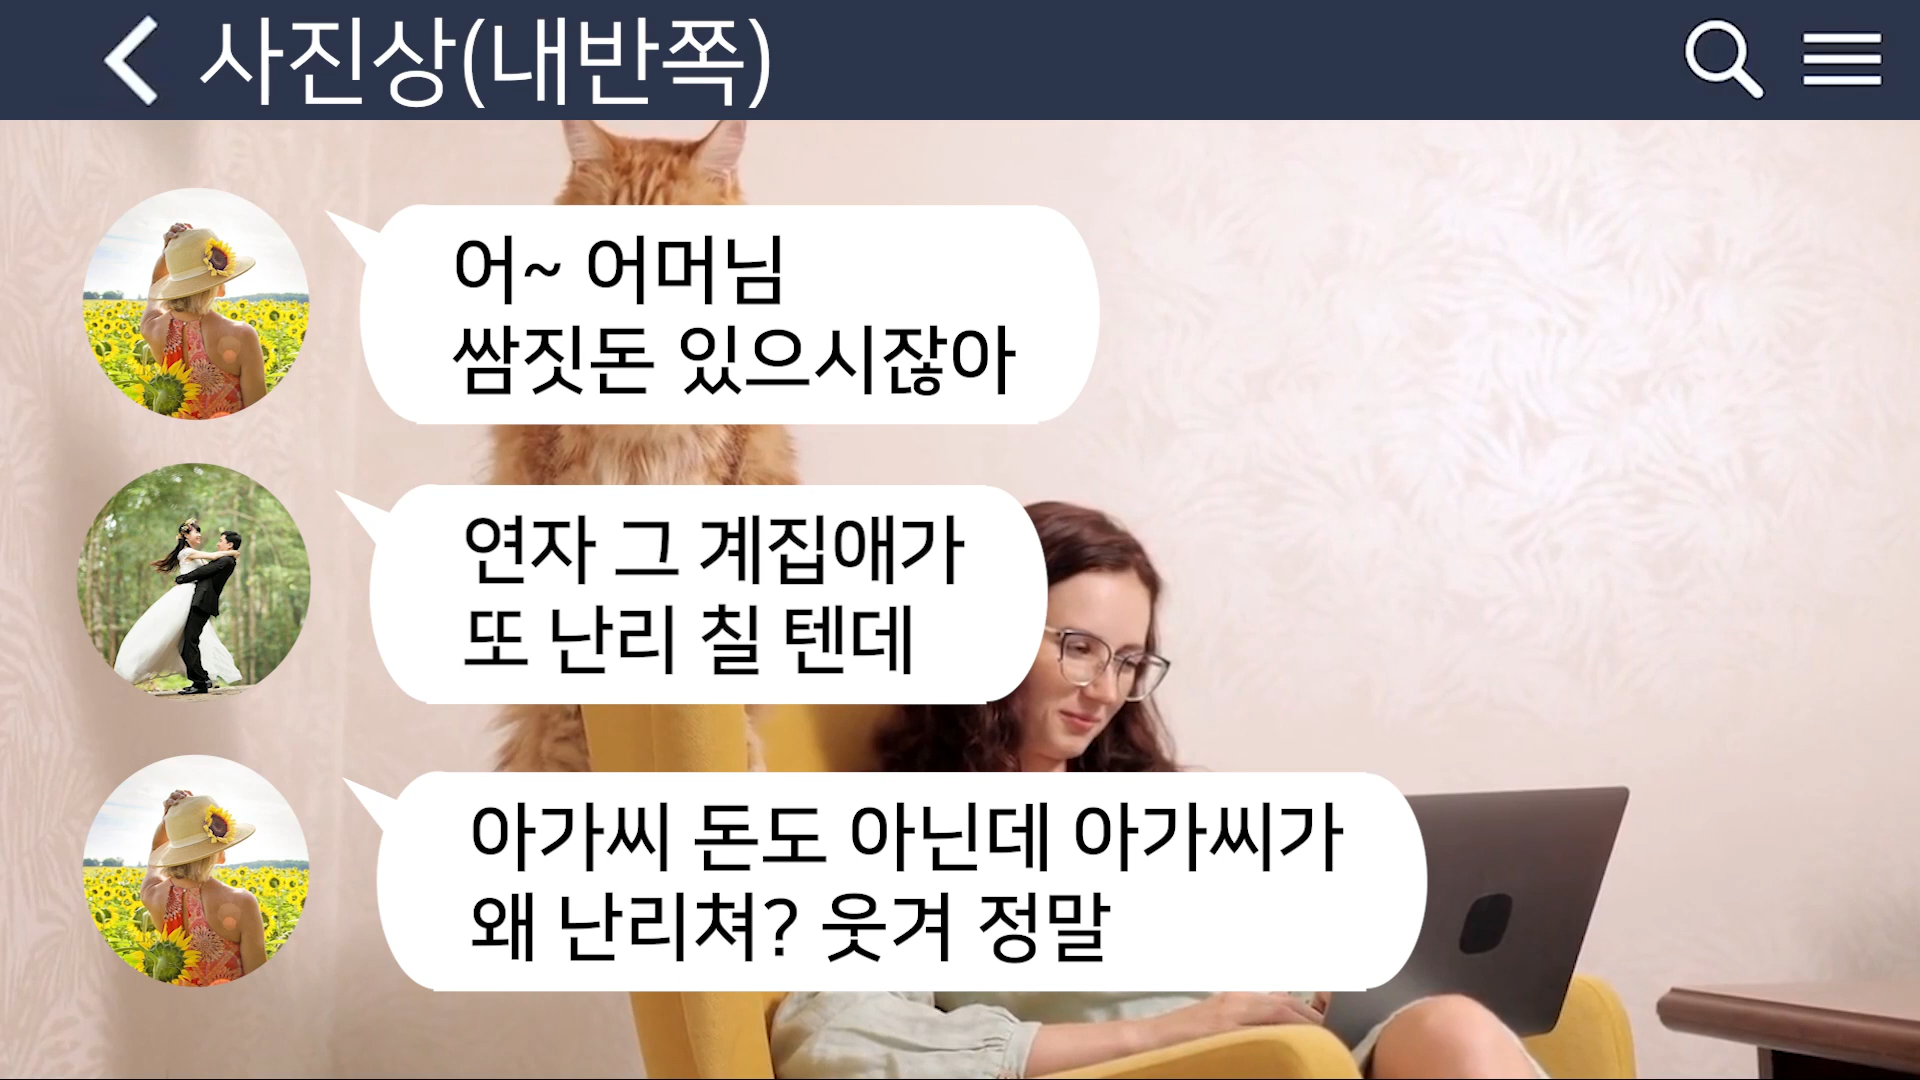 사진상(내반쪽)
어~ 어머님
쌈짓돈 있으시잖아
연자 그 계집애가
또 난리 칠 텐데
아가씨 돈도 아닌데 아가씨가
왜 난리쳐? 웃겨 정말